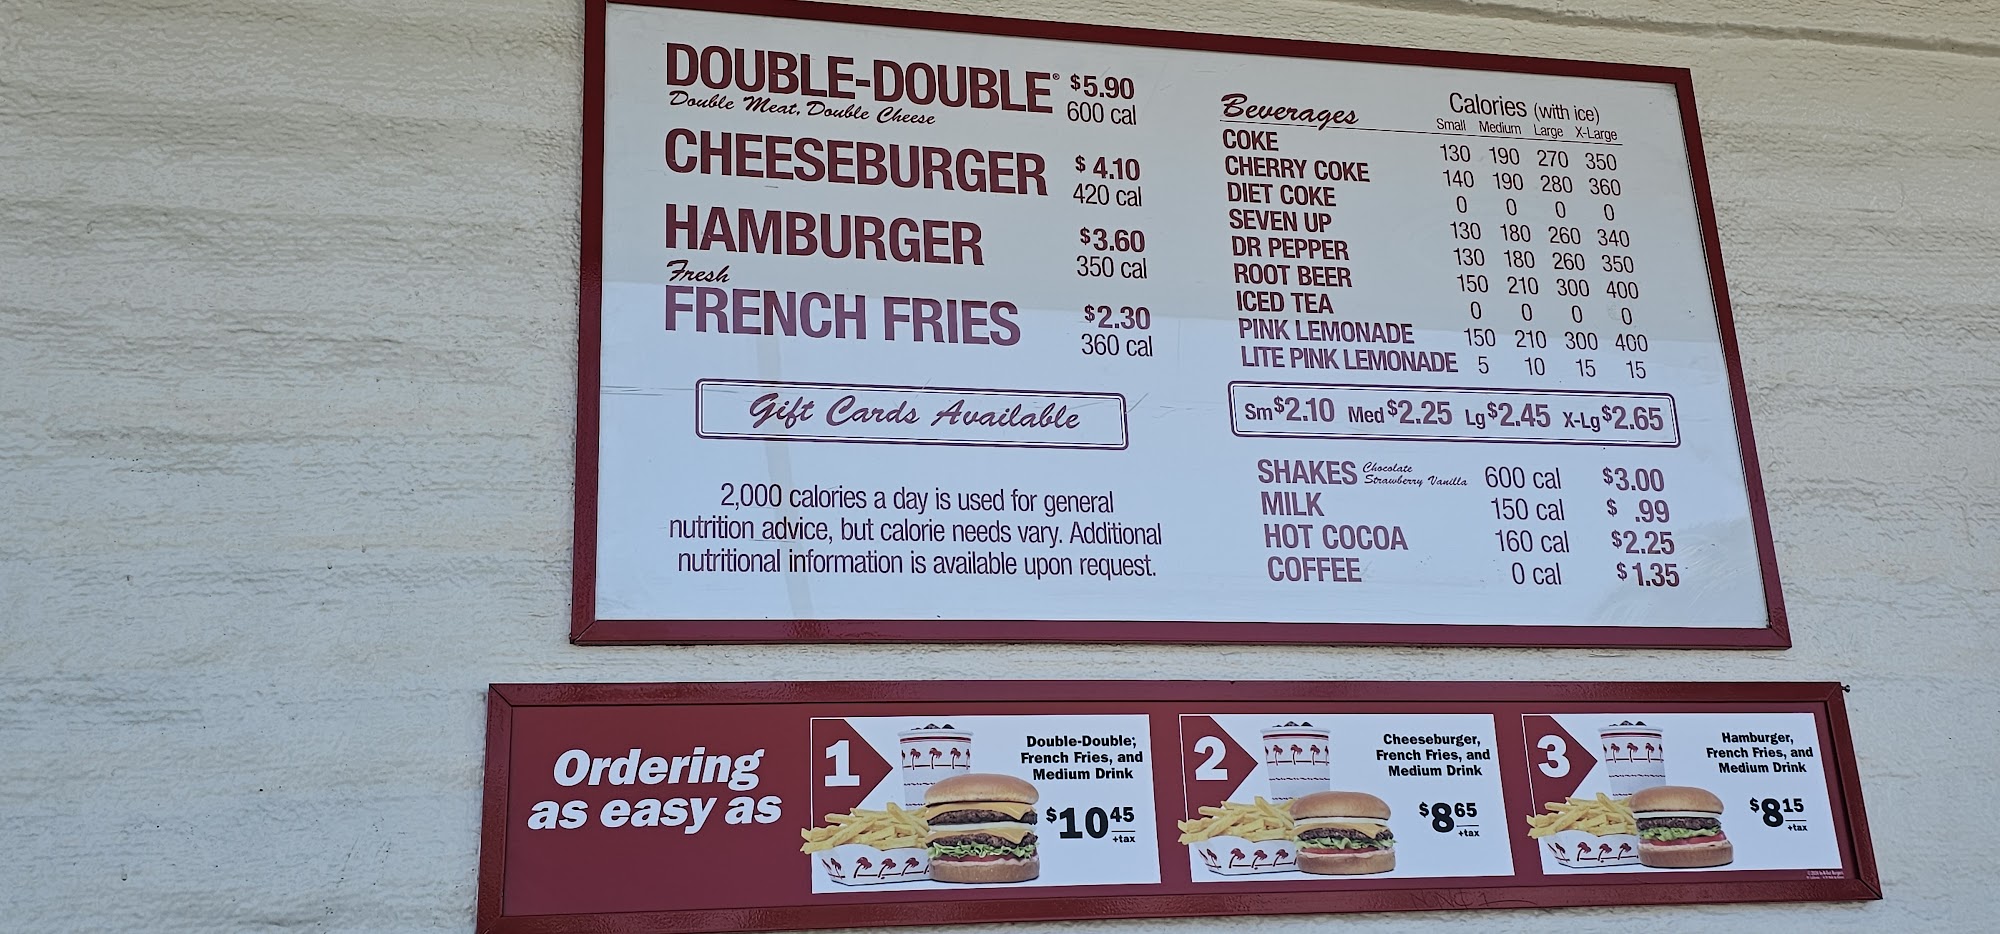 DOUBLE-DOUBLE® $5.90
Double Meat, Double Cheese 600 cal
CHEESEBURGER $4.10
420 cal
HAMBURGER $3.60
350 cal
Fresh
FRENCH FRIES $2.30
360 cal
Gift Cards Available
2,000 calories a day is used for general
nutrition advice, but calorie needs vary. Additional
nutritional information is available upon request.
Beverages Calories (with ice)
Small Medium Large X-Large
COKE 130 190 270 350
CHERRY COKE 140 190 280 360
DIET COKE 0 0 0 0
SEVEN UP 130 180 260 340
DR PEPPER 130 180 260 350
ROOT BEER 150 210 300 400
ICED TEA 0 0 0 0
PINK LEMONADE 150 210 300 400
LITE PINK LEMONADE 5 10 15 15
Sm $2.10 Med $2.25 Lg $2.45 X-Lg $2.65
SHAKES Chocolate Strawberry Vanilla 600 cal $3.00
MILK 150 cal $ .99
HOT COCOA 160 cal $2.25
COFFEE 0 cal $1.35
Ordering
as easy as
1
Double-Double,
French Fries, and
Medium Drink
$10 45
+tax
2
Cheeseburger,
French Fries, and
Medium Drink
$8 65
+tax
3
Hamburger,
French Fries, and
Medium Drink
$8 15
+tax